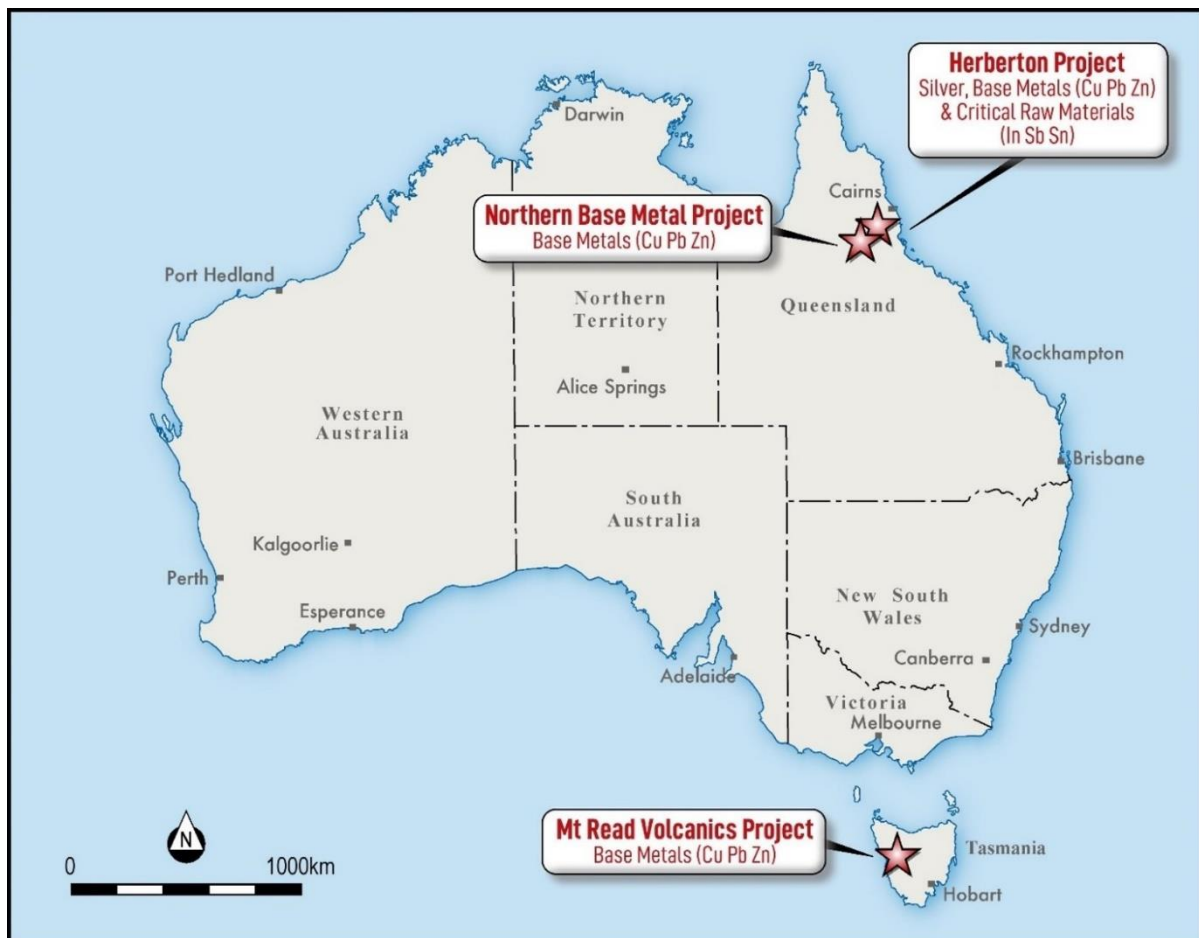 Herberton Project
Silver, Base Metals (Cu Pb Zn)
& Critical Raw Materials
(In Sb Sn)
Darwin
Cairns
Northern Base Metal Project
Base Metals (Cu Pb Zn)
Port Hedland
Northern
Territory
Queensland
Rockhampton
Alice Springs
Western
Australia
Brisbane
South
Australia
Kalgoorlie
Perth
Esperance
New South
Wales
Sydney
Canberra
Adelaide
Victoria
Melbourne
Mt Read Volcanics Project
Base Metals (Cu Pb Zn)
Tasmania
Hobart
N
0 1000km